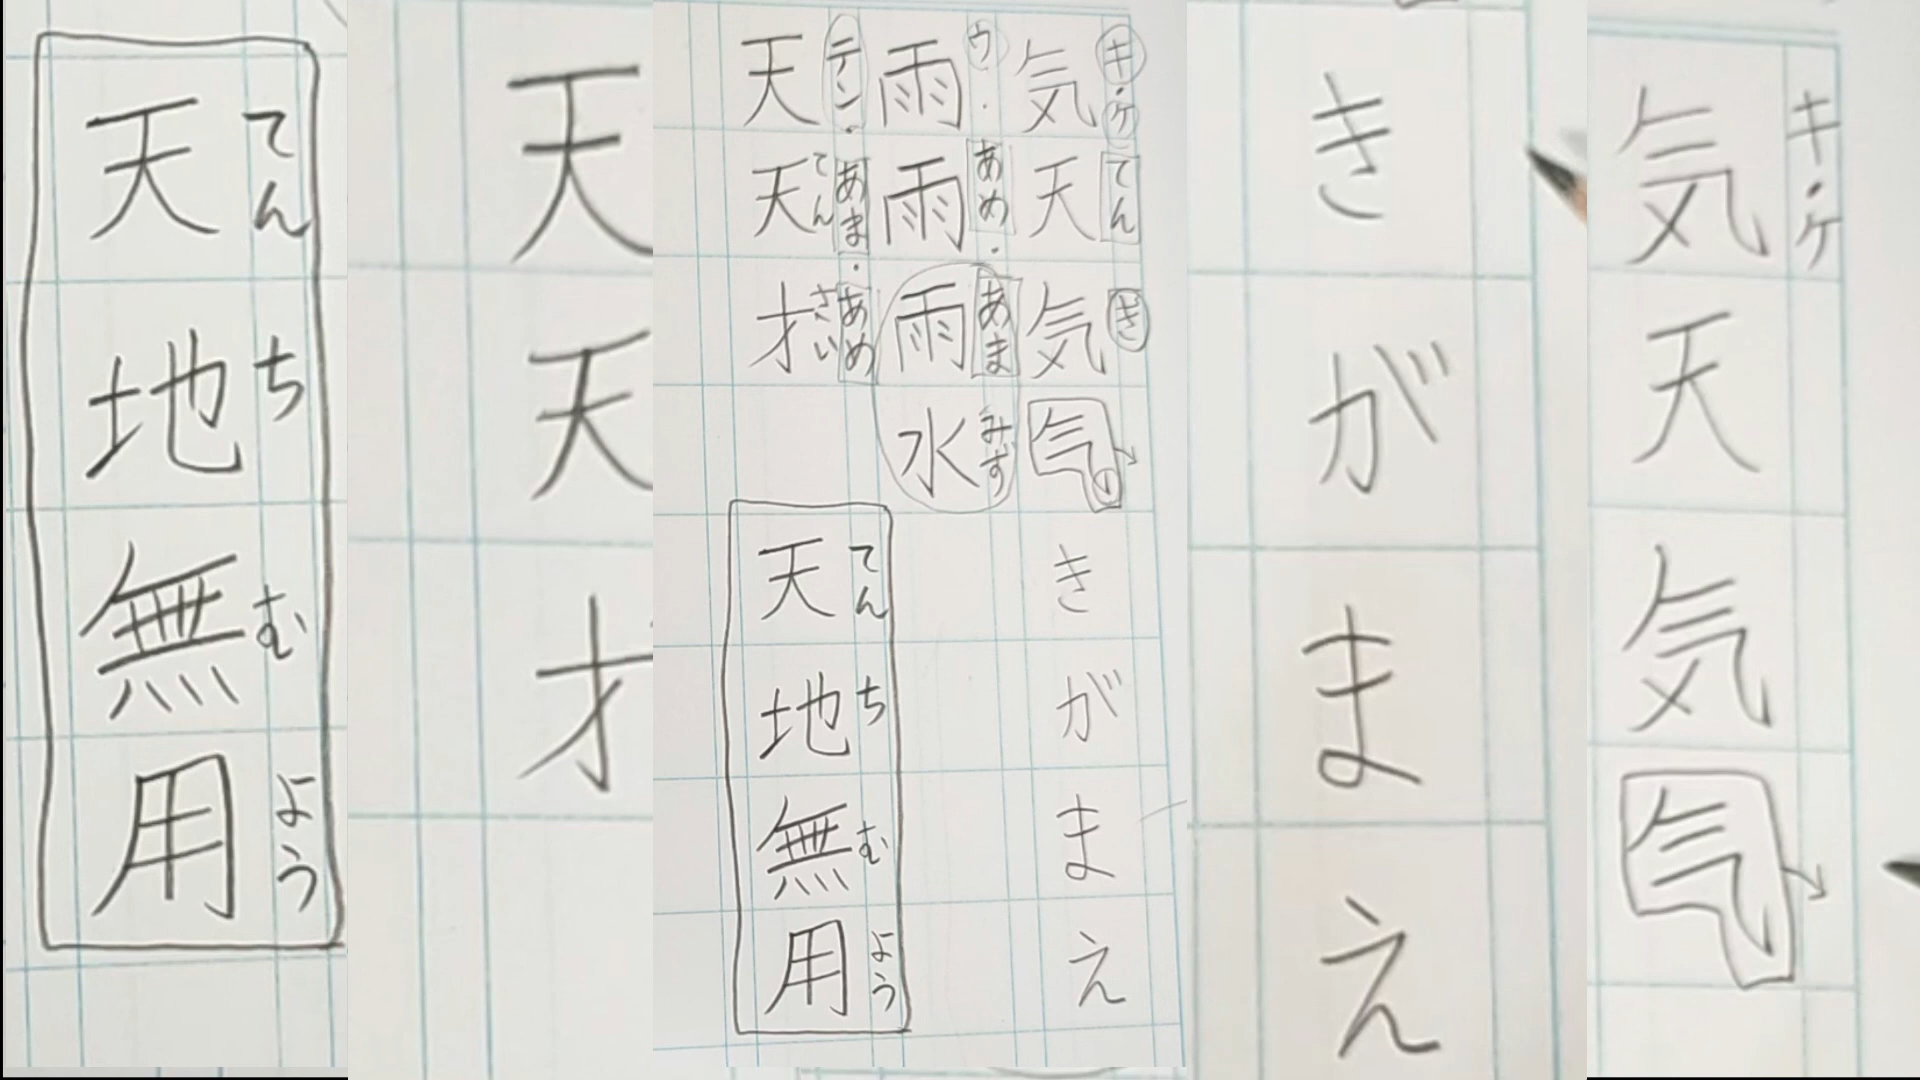 てんちむよう
天地無用
天天才
キ・ケ てん き
気天気气きがまえ
ウ・あめ・あま みず
雨雨雨水
テン・あま・あめ
てん さい
天天才
てんちむよう
天地無用
きがまえ
キ・ケ
気天気气